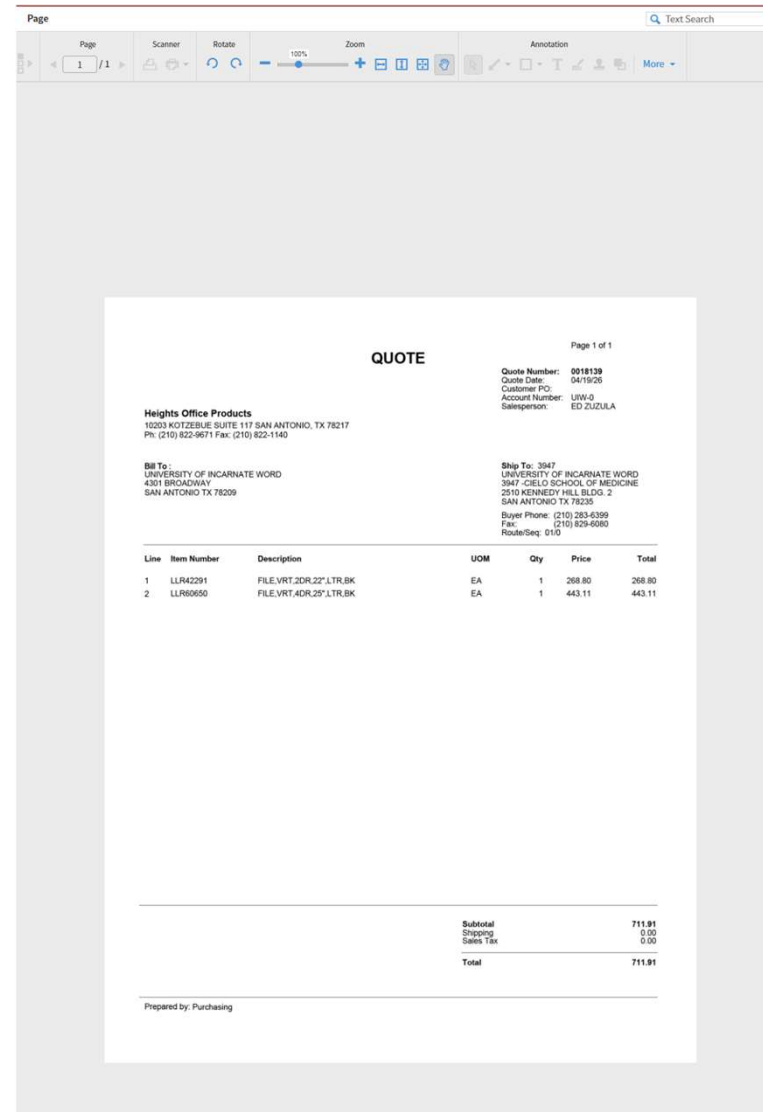 Page
Text Search
Page Scanner Rotate Zoom Annotation
1 /1 100% T More
Page 1 of 1
QUOTE
Quote Number: 0018139
Quote Date: 04/19/26
Customer PO:
Account Number: UIW-0
Salesperson: ED ZUZULA
Heights Office Products
10203 KOTZEBUE SUITE 117 SAN ANTONIO, TX 78217
Ph: (210) 822-9671 Fax: (210) 822-1140
Bill To :
UNIVERSITY OF INCARNATE WORD
4301 BROADWAY
SAN ANTONIO TX 78209
Ship To: 3947
UNIVERSITY OF INCARNATE WORD
3947 -CIELO SCHOOL OF MEDICINE
2510 KENNEDY HILL BLDG. 2
SAN ANTONIO TX 78235
Buyer Phone: (210) 283-6399
Fax: (210) 829-6080
Route/Seq: 01/0
Line Item Number Description UOM Qty Price Total
1 LLR42291 FILE,VRT,2DR,22",LTR,BK EA 1 268.80 268.80
2 LLR60650 FILE,VRT,4DR,25",LTR,BK EA 1 443.11 443.11
Subtotal 711.91
Shipping 0.00
Sales Tax 0.00
Total 711.91
Prepared by: Purchasing